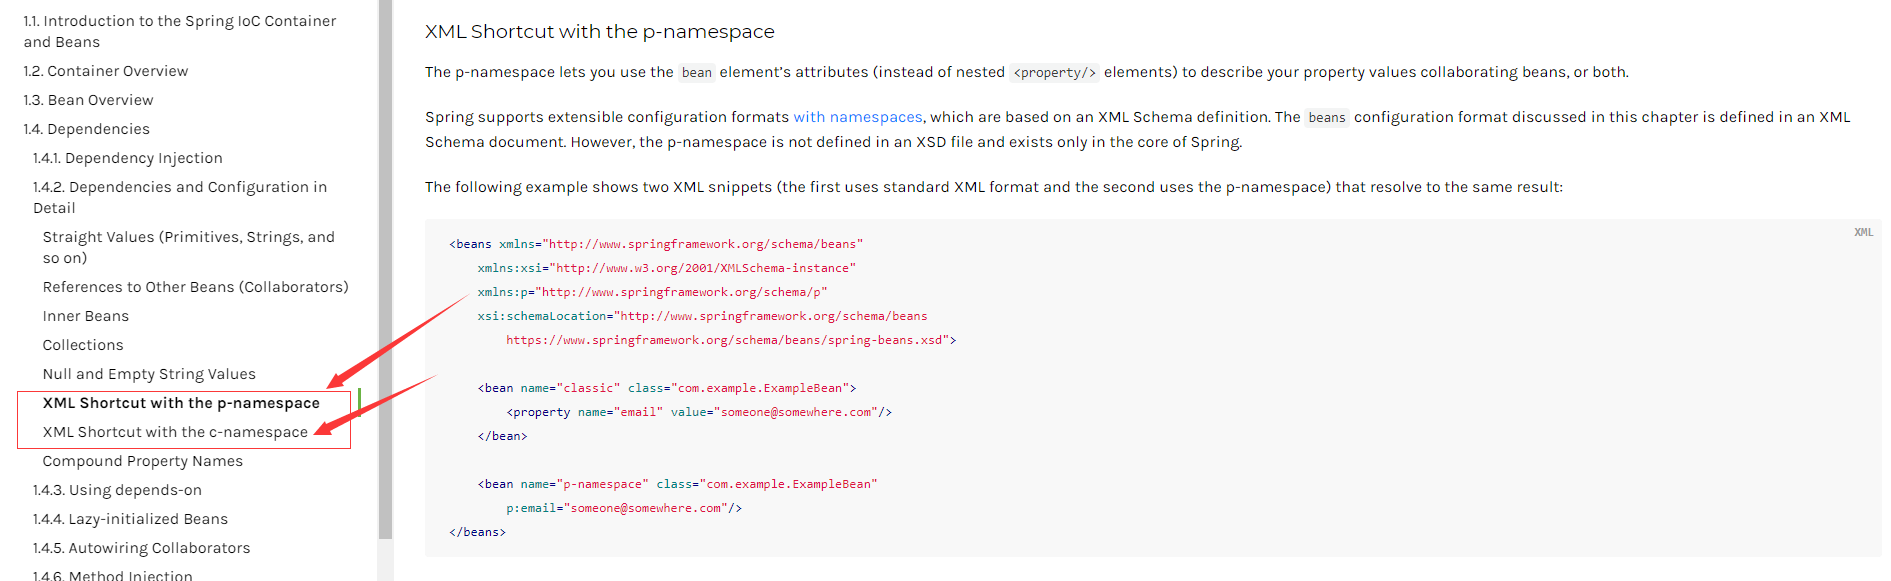 1.1. Introduction to the Spring IoC Container
and Beans
1.2. Container Overview
1.3. Bean Overview
1.4. Dependencies
1.4.1. Dependency Injection
1.4.2. Dependencies and Configuration in
Detail
Straight Values (Primitives, Strings, and
so on)
References to Other Beans (Collaborators)
Inner Beans
Collections
Null and Empty String Values
XML Shortcut with the p-namespace
XML Shortcut with the c-namespace
Compound Property Names
1.4.3. Using depends-on
1.4.4. Lazy-initialized Beans
1.4.5. Autowiring Collaborators
1.4.6. Method Injection
XML Shortcut with the p-namespace
The p-namespace lets you use the bean element’s attributes (instead of nested <property/> elements) to describe your property values collaborating beans, or both.
Spring supports extensible configuration formats with namespaces, which are based on an XML Schema definition. The beans configuration format discussed in this chapter is defined in an XML
Schema document. However, the p-namespace is not defined in an XSD file and exists only in the core of Spring.
The following example shows two XML snippets (the first uses standard XML format and the second uses the p-namespace) that resolve to the same result:
XML
<beans xmlns="http://www.springframework.org/schema/beans"
xmlns:xsi="http://www.w3.org/2001/XMLSchema-instance"
xmlns:p="http://www.springframework.org/schema/p"
xsi:schemaLocation="http://www.springframework.org/schema/beans
https://www.springframework.org/schema/beans/spring-beans.xsd">
<bean name="classic" class="com.example.ExampleBean">
<property name="email" value="someone@somewhere.com"/>
</bean>
<bean name="p-namespace" class="com.example.ExampleBean"
p:email="someone@somewhere.com"/>
</beans>